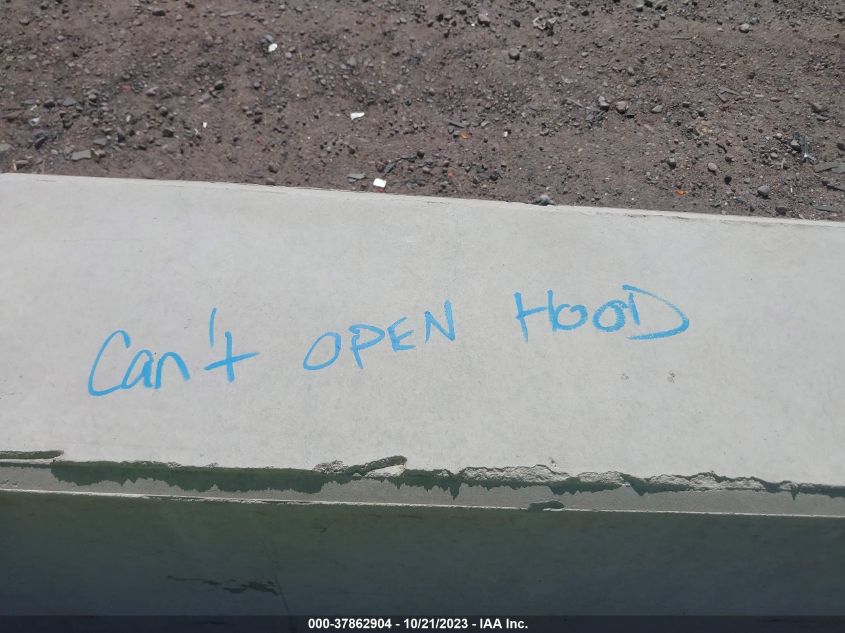 Can't OPEN HOOD
000-37862904 - 10/21/2023 - IAA Inc.